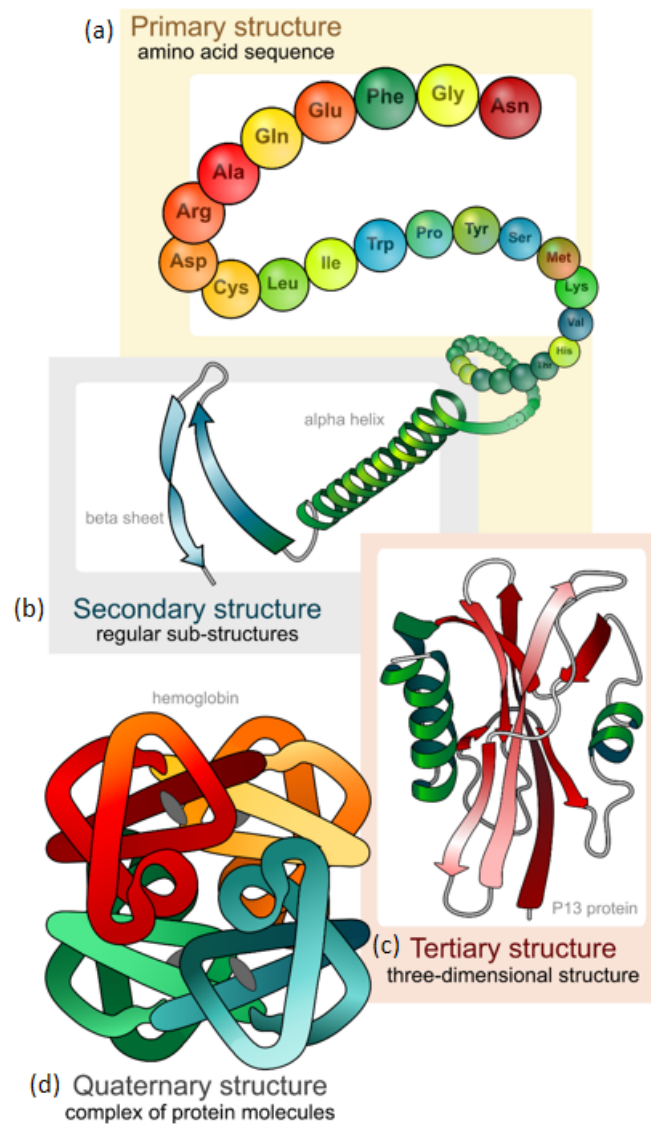 (a) Primary structure
amino acid sequence
Asn
Gly
Phe
Glu
Gln
Ala
Arg
Asp
Cys
Leu
Ile
Trp
Pro
Tyr
Ser
Met
Lys
Val
His
Thr
alpha helix
beta sheet
(b) Secondary structure
regular sub-structures
P13 protein
(c) Tertiary structure
three-dimensional structure
hemoglobin
(d) Quaternary structure
complex of protein molecules